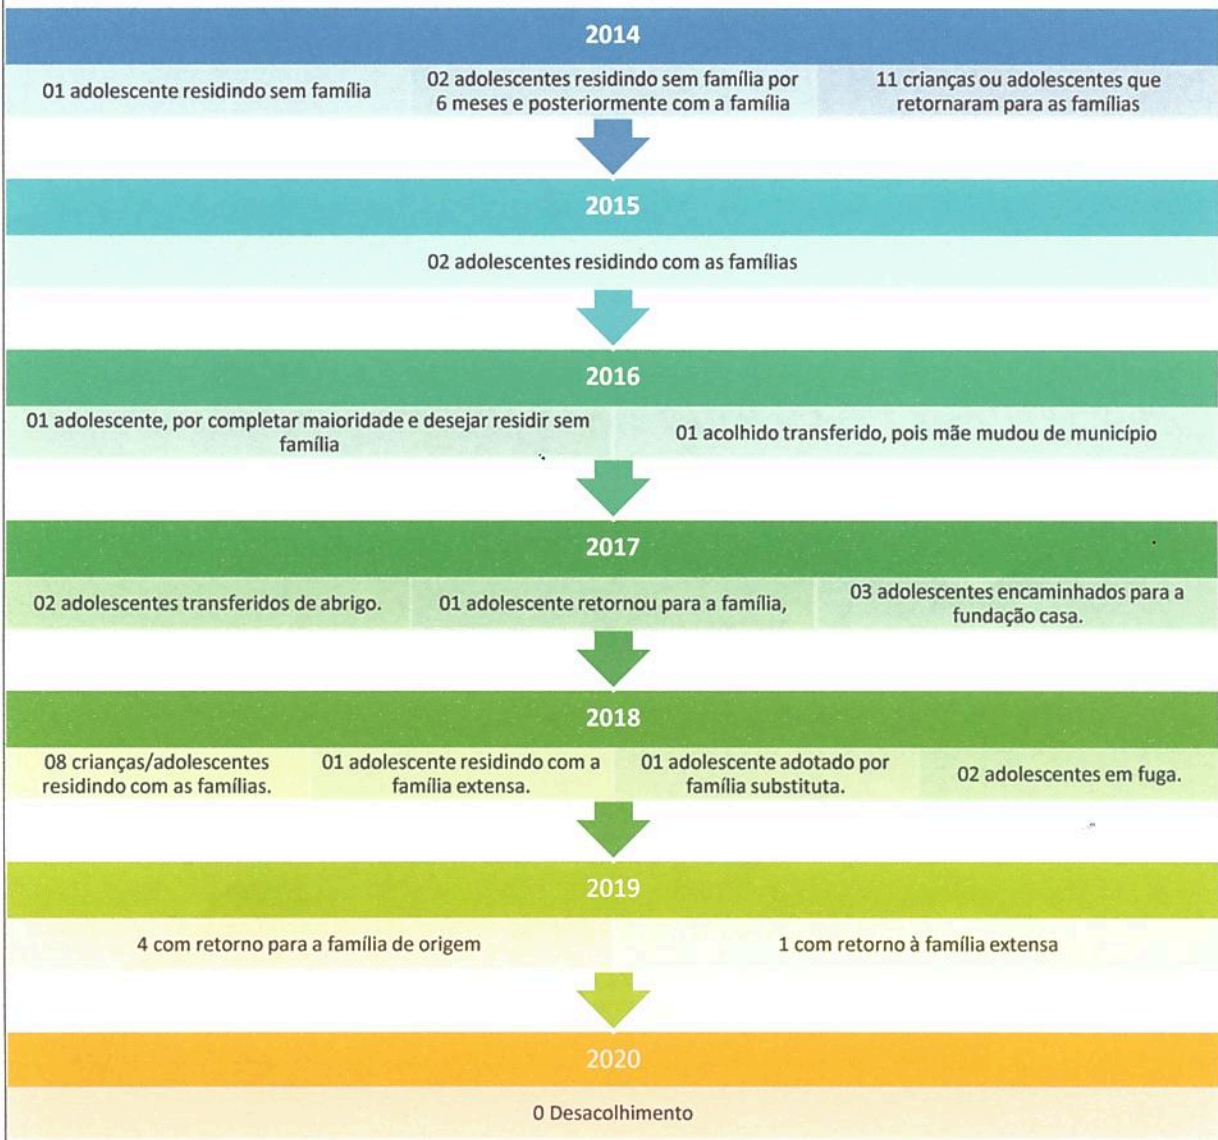 2014
01 adolescente residindo sem família
02 adolescentes residindo sem família por
6 meses e posteriormente com a família
11 crianças ou adolescentes que
retornaram para as famílias
2015
02 adolescentes residindo com as famílias
2016
01 adolescente, por completar maioridade e desejar residir sem
família
01 acolhido transferido, pois mãe mudou de município
2017
02 adolescentes transferidos de abrigo.
01 adolescente retornou para a família,
03 adolescentes encaminhados para a
fundação casa.
2018
08 crianças/adolescentes
residindo com as famílias.
01 adolescente residindo com a
família extensa.
01 adolescente adotado por
família substituta.
02 adolescentes em fuga.
2019
4 com retorno para a família de origem
1 com retorno à família extensa
2020
0 Desacolhimento